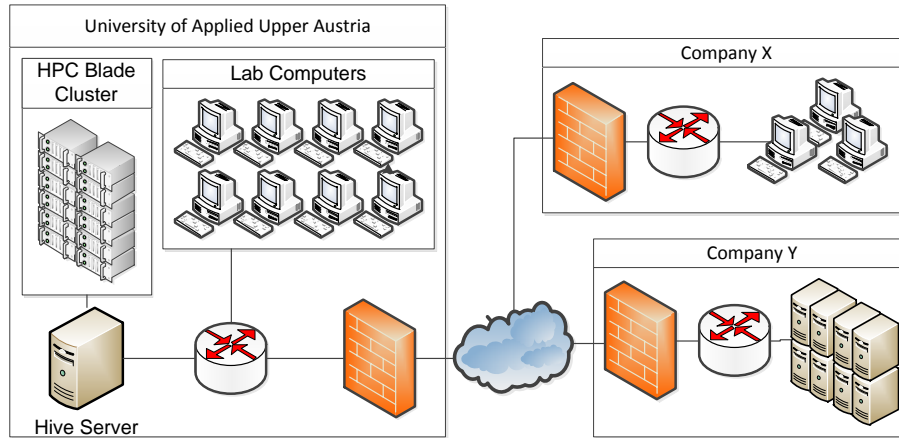 University of Applied Upper Austria
HPC Blade
Cluster
Lab Computers
Hive Server
Company X
Company Y